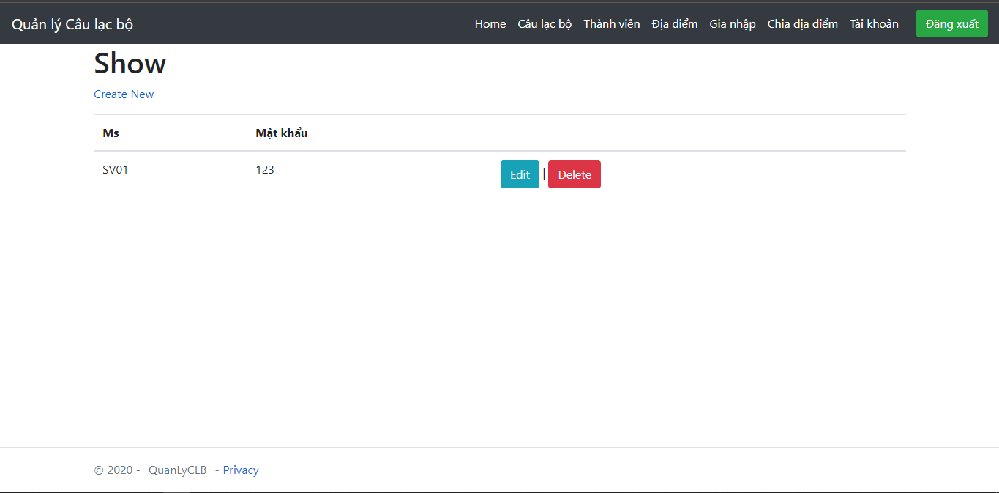 Quản lý Câu lạc bộ Home Câu lạc bộ Thành viên Địa điểm Gia nhập Chia địa điểm Tài khoản Đăng xuất
Show
Create New
Ms Mật khẩu
SV01 123 Edit | Delete
© 2020 - _QuanLyCLB_ - Privacy